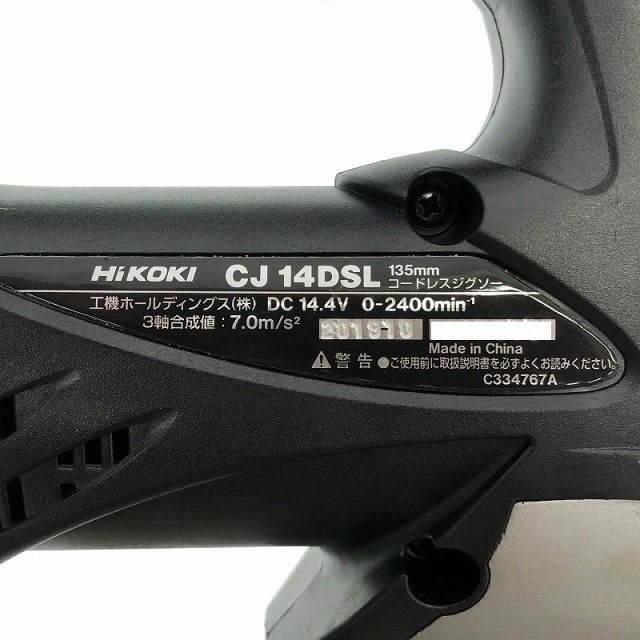 HiKOKI CJ 14DSL 135mm コードレスジグソー
工機ホールディングス(株) DC 14.4V 0-2400min⁻¹
3軸合成値:7.0m/s²
Made in China
⚠警告 ●ご使用前に取扱説明書を必ずよくお読みください。
C334767A